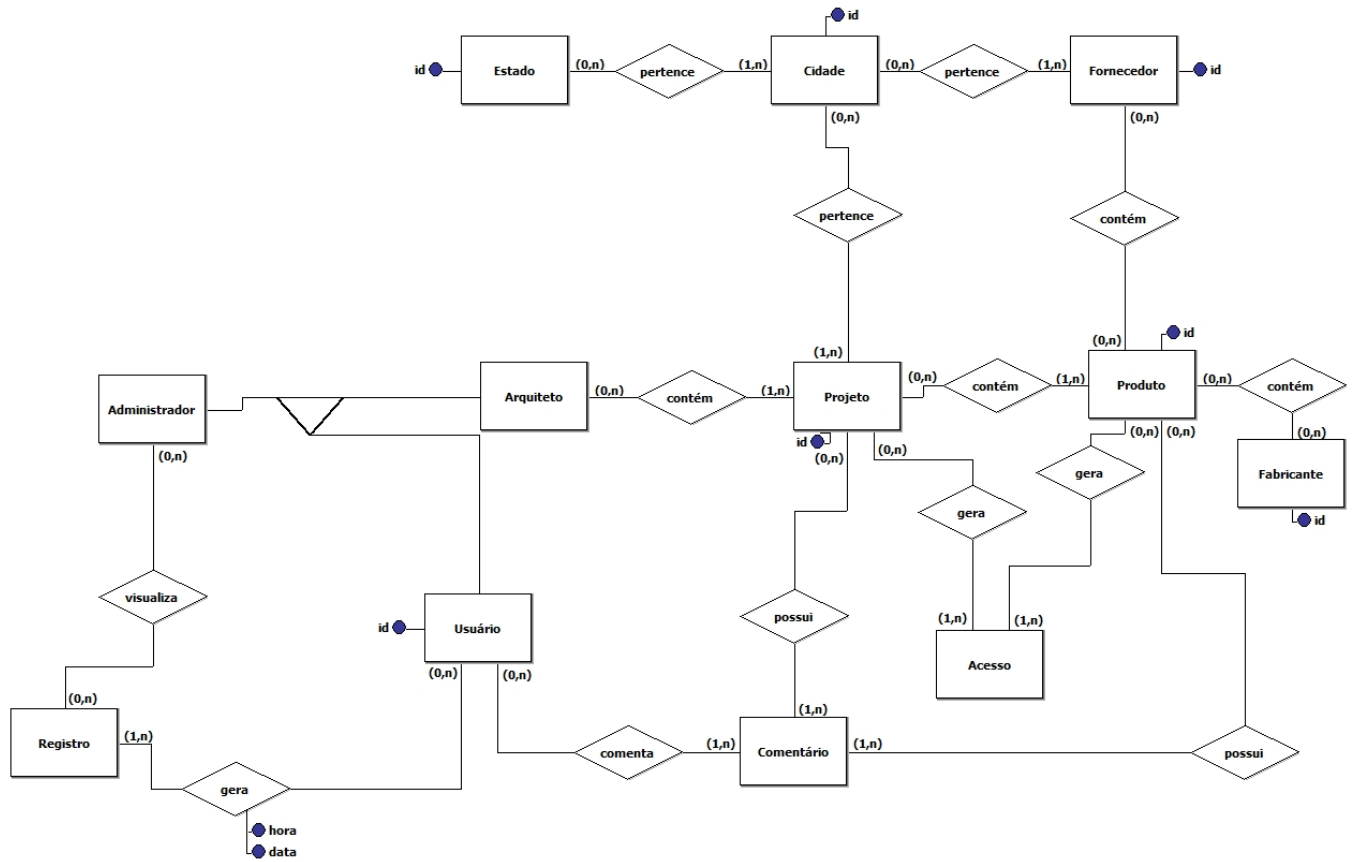 id
id
Estado
(0,n)
pertence
(1,n)
Cidade
(0,n)
pertence
(1,n)
Fornecedor
id
(0,n)
(0,n)
pertence
contém
(1,n)
(0,n)
id
Administrador
Arquiteto
(0,n)
contém
(1,n)
Projeto
(0,n)
contém
(1,n)
Produto
(0,n)
contém
id
(0,n)
(0,n)
(0,n)
(0,n)
(0,n)
(0,n)
gera
Fabricante
gera
id
visualiza
id
Usuário
possui
(1,n)
(1,n)
Acesso
(0,n)
(0,n)
(0,n)
Registro
(1,n)
(1,n)
comenta
(1,n)
Comentário
(1,n)
possui
gera
hora
data